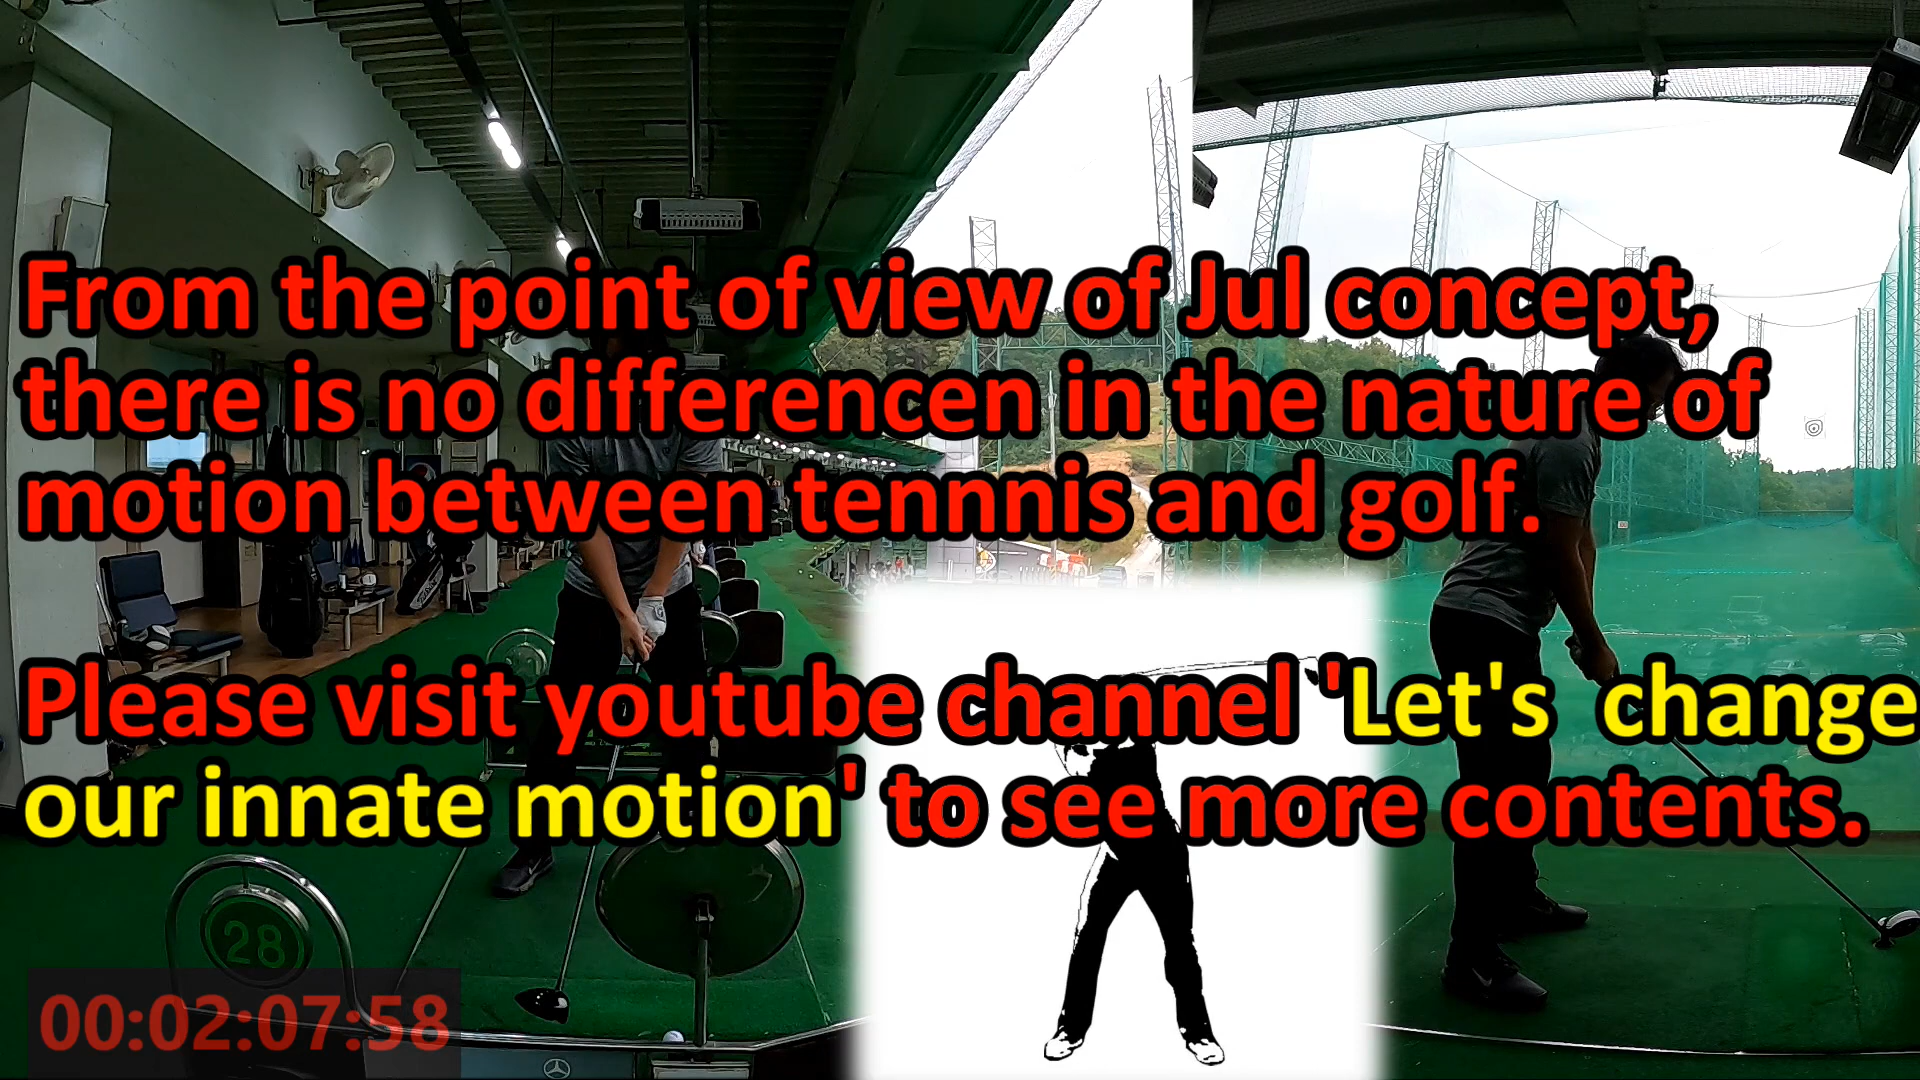 From the point of view of Jul concept,
there is no differencen in the nature of
motion between tennnis and golf.
Please visit youtube channel 'Let's  change
our innate motion' to see more contents.
28
00:02:07:58